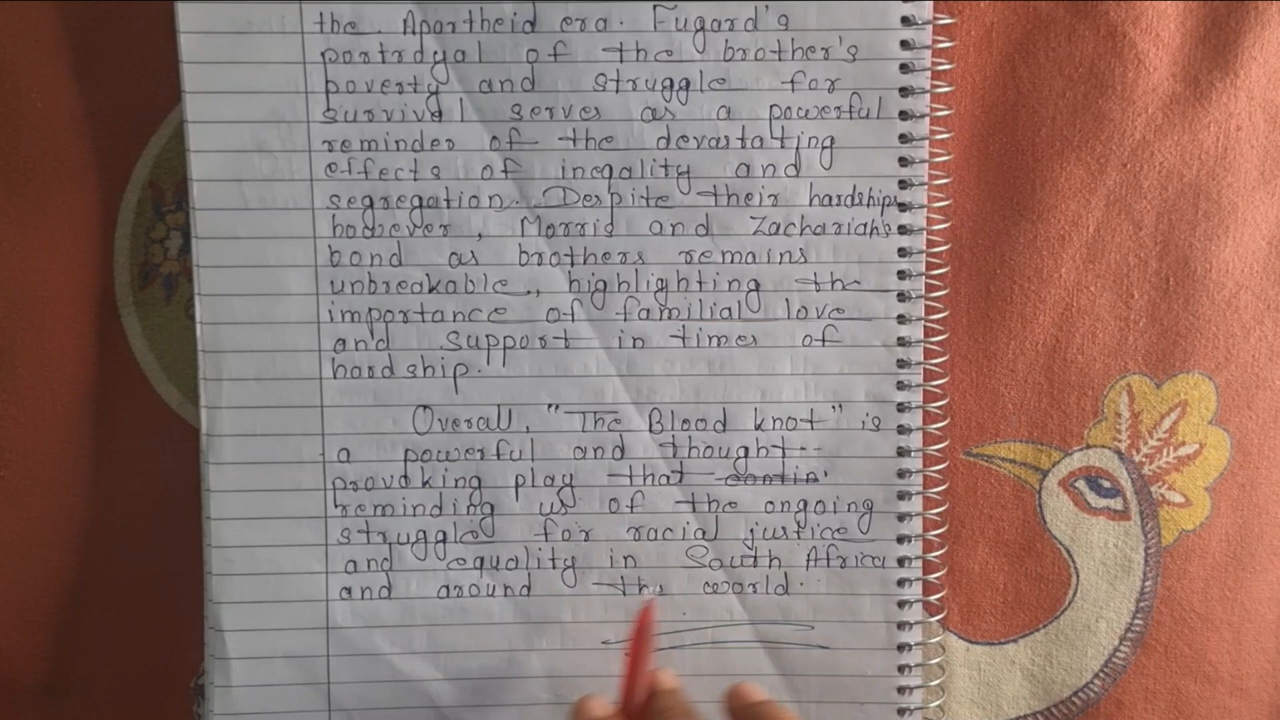 the Apartheid era. Fugard's
portrayal of the brother's
poverty and struggle for
survival serves as a powerful
reminder of the devastating
effects of ineqality and
segregation. Despite their hardships
however, Morris and Zachariah's
bond as brothers remains
unbreakable, highlighting the
importance of familial love
and support in times of
hardship.
Overall, "The Blood knot" is
a powerful and thought-
provoking play that contin
reminding us of the ongoing
struggle for racial justice
and equality in South Africa
and around the world.